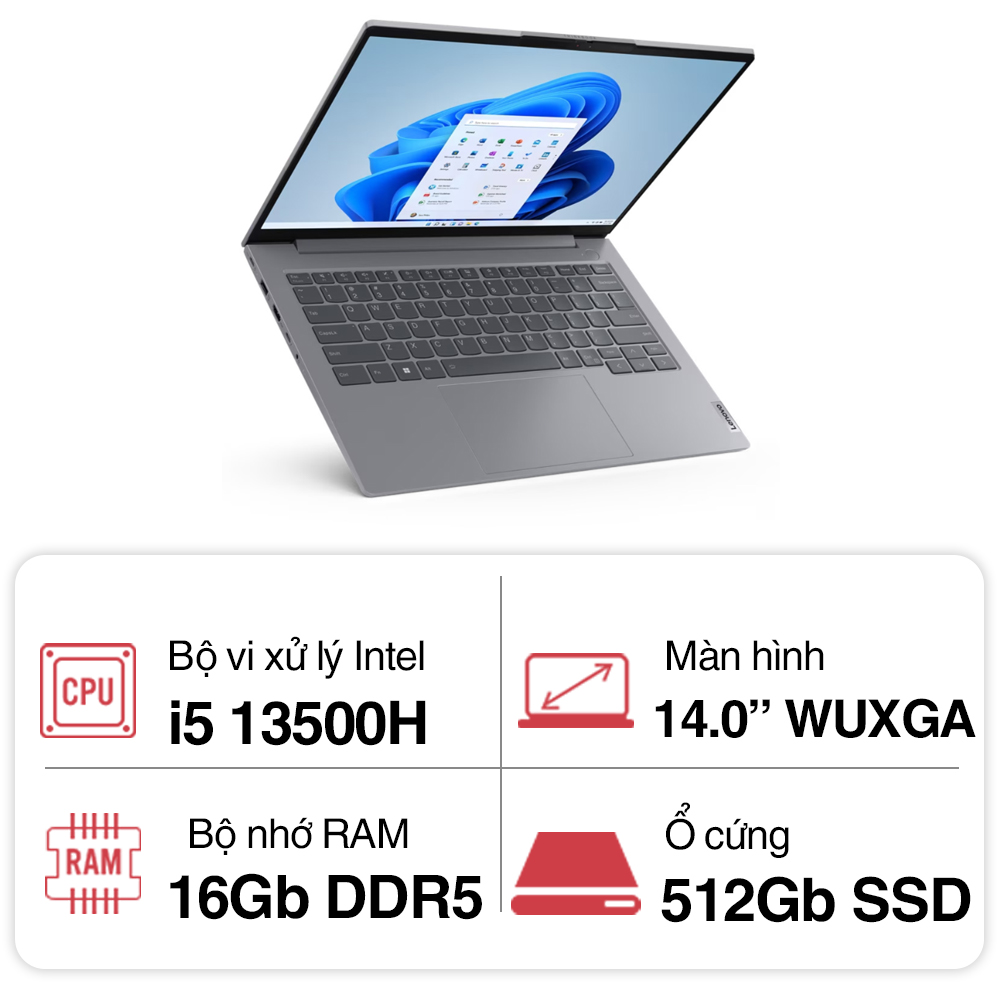 Lenovo
Bộ vi xử lý Intel
CPU
i5 13500H
Màn hình
14.0” WUXGA
Bộ nhớ RAM
RAM
16Gb DDR5
Ổ cứng
512Gb SSD